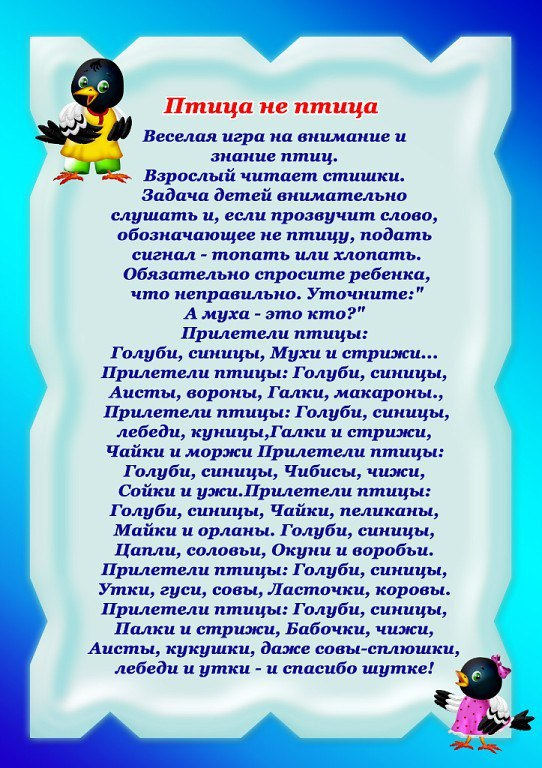 Птица не птица
Веселая игра на внимание и
знание птиц.
Взрослый читает стишки.
Задача детей внимательно
слушать и, если прозвучит слово,
обозначающее не птицу, подать
сигнал - топать или хлопать.
Обязательно спросите ребенка,
что неправильно. Уточните:"
А муха - это кто?"
Прилетели птицы:
Голуби, синицы, Мухи и стрижи...
Прилетели птицы: Голуби, синицы,
Аисты, вороны, Галки, макароны.,
Прилетели птицы: Голуби, синицы,
лебеди, куницы,Галки и стрижи,
Чайки и моржи Прилетели птицы:
Голуби, синицы, Чибисы, чижи,
Сойки и ужи.Прилетели птицы:
Голуби, синицы, Чайки, пеликаны,
Майки и орланы. Голуби, синицы,
Цапли, соловьи, Окуни и воробьи.
Прилетели птицы: Голуби, синицы,
Утки, гуси, совы, Ласточки, коровы.
Прилетели птицы: Голуби, синицы,
Палки и стрижи, Бабочки, чижи,
Аисты, кукушки, даже совы-сплюшки,
лебеди и утки - и спасибо шутке!